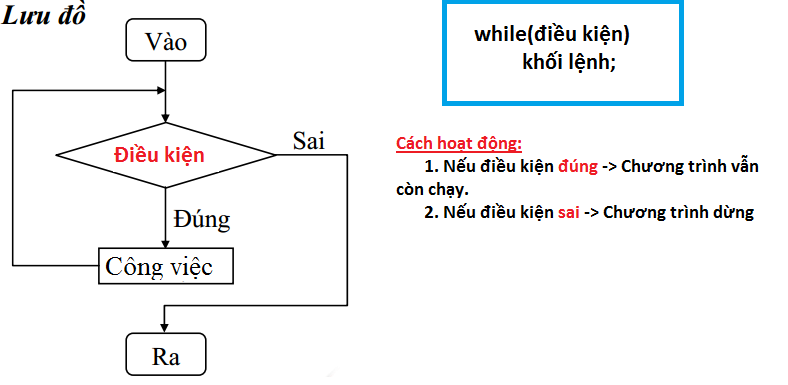 Lưu đồ
Vào
Điều kiện
Sai
Đúng
Công việc
Ra
while(điều kiện)
khối lệnh;
Cách hoạt động:
1. Nếu điều kiện đúng -> Chương trình vẫn
còn chạy.
2. Nếu điều kiện sai -> Chương trình dừng